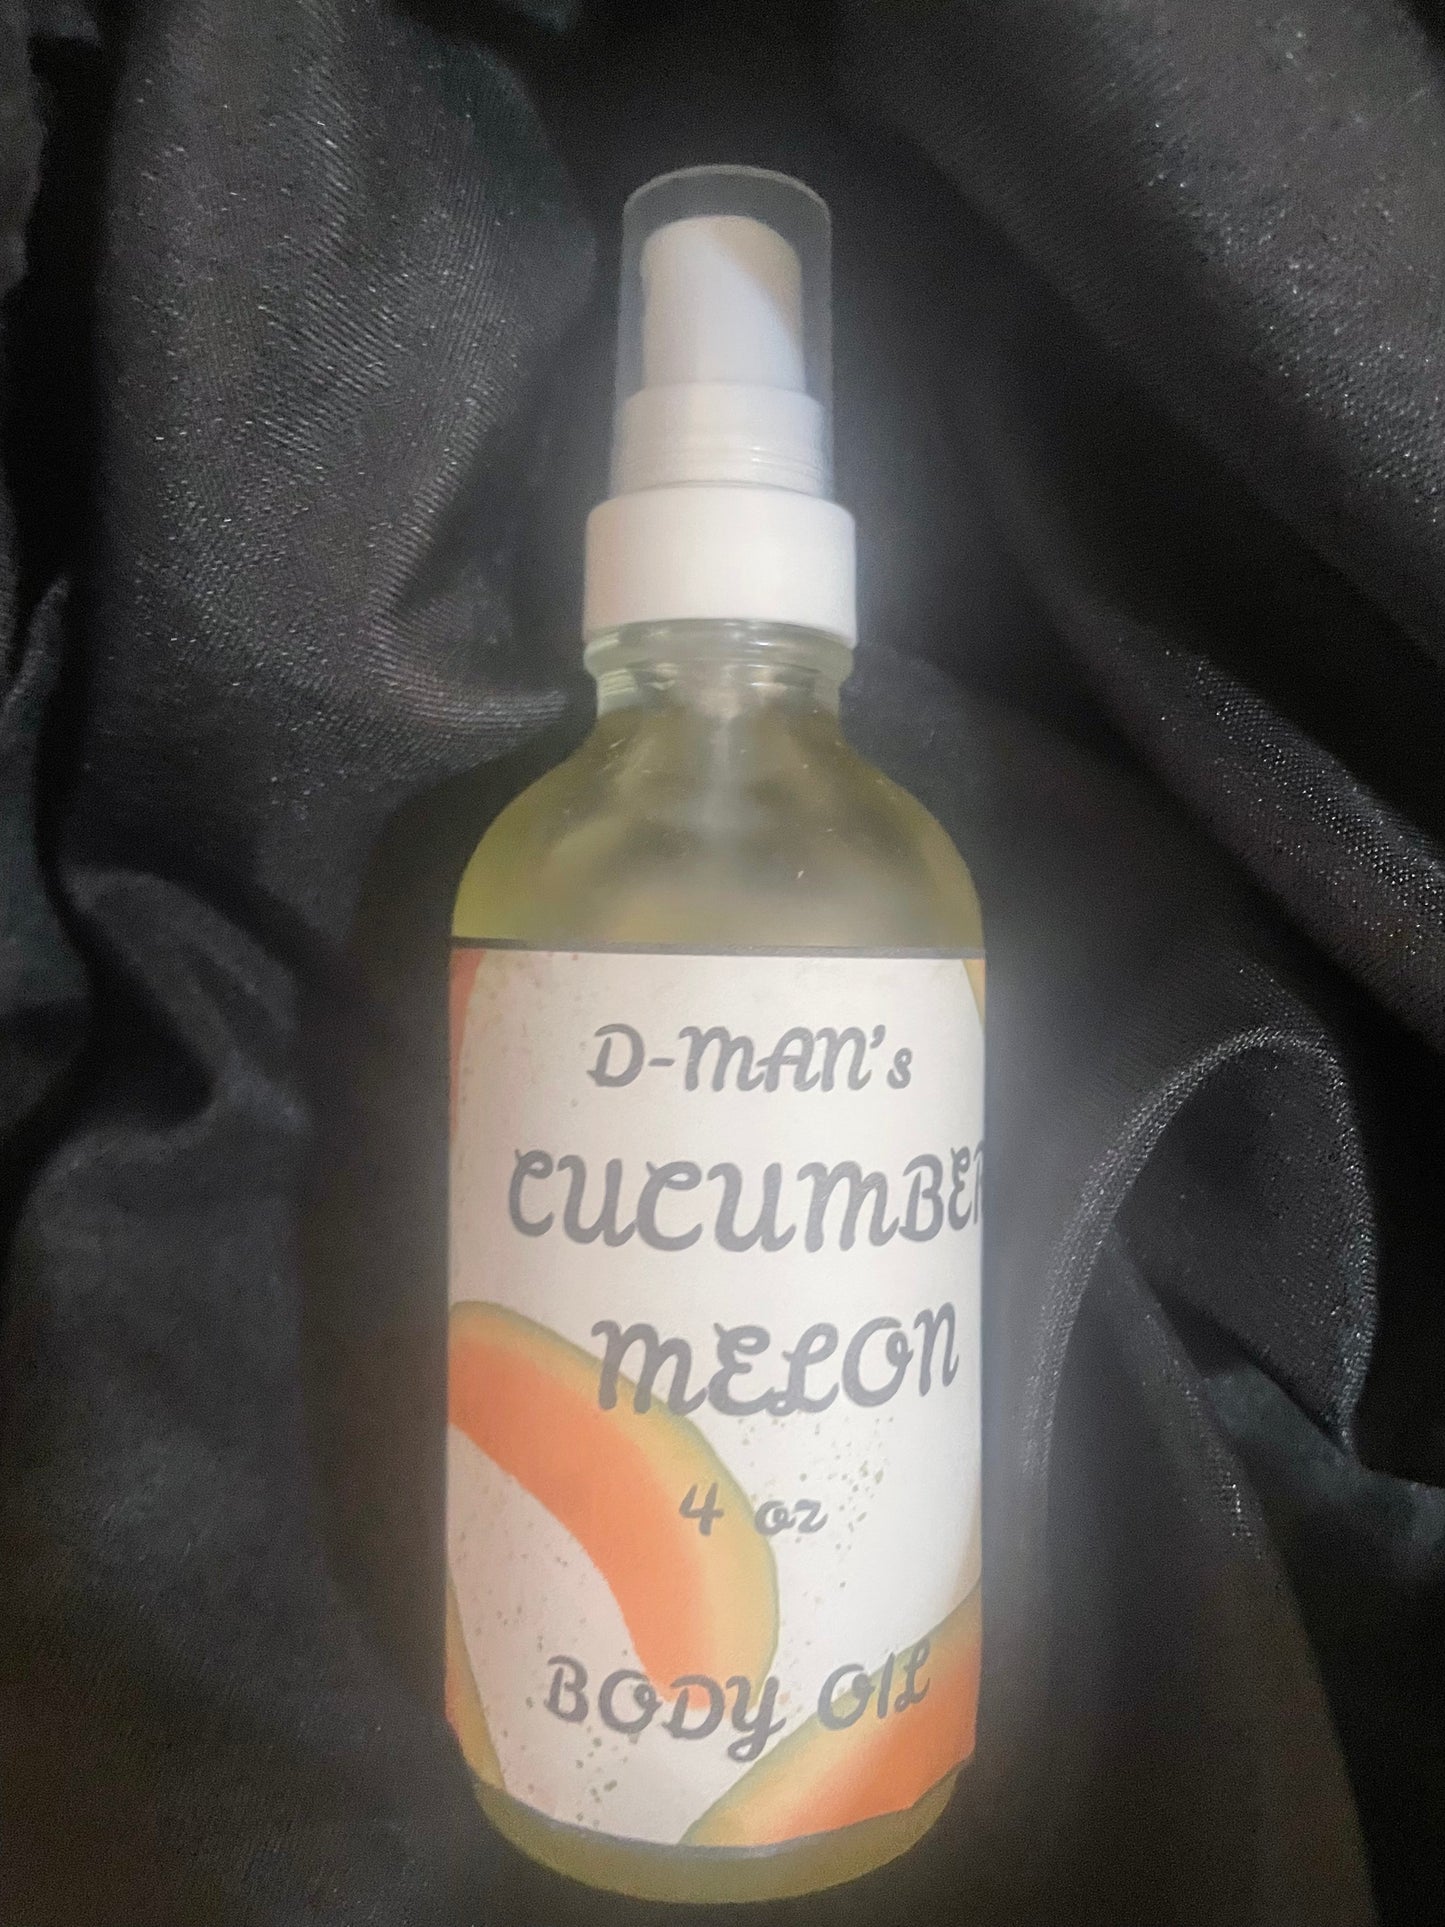 D-MAN's
CUCUMBER
MELON
4 oz
BODY OIL